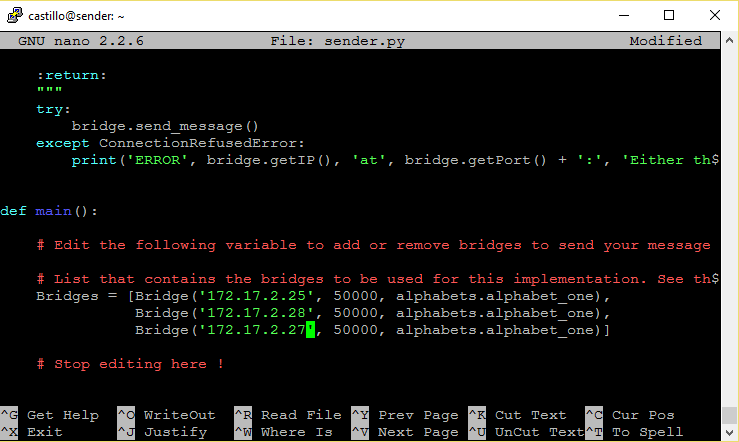 castillo@sender: ~
GNU nano 2.2.6 File: sender.py Modified
:return:
"""
try:
bridge.send_message()
except ConnectionRefusedError:
print('ERROR', bridge.getIP(), 'at', bridge.getPort() + ':', 'Either th$
def main():
# Edit the following variable to add or remove bridges to send your message
# List that contains the bridges to be used for this implementation. See th$
Bridges = [Bridge('172.17.2.25', 50000, alphabets.alphabet_one),
Bridge('172.17.2.28', 50000, alphabets.alphabet_one),
Bridge('172.17.2.27', 50000, alphabets.alphabet_one)]
# Stop editing here !
^G Get Help ^O WriteOut ^R Read File ^Y Prev Page ^K Cut Text ^C Cur Pos
^X Exit ^J Justify ^W Where Is ^V Next Page ^U UnCut Text ^T To Spell